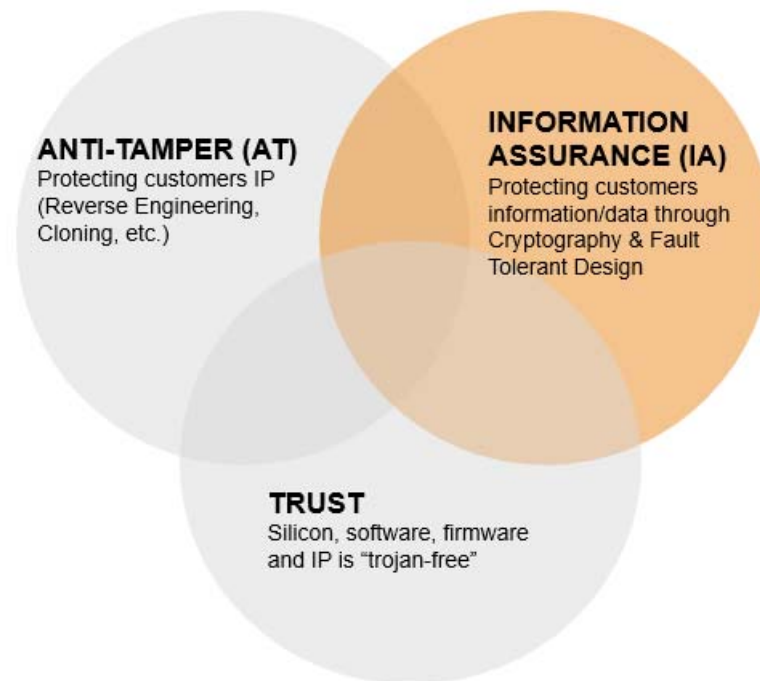 ANTI-TAMPER (AT)
Protecting customers IP
(Reverse Engineering,
Cloning, etc.)
INFORMATION
ASSURANCE (IA)
Protecting customers
information/data through
Cryptography & Fault
Tolerant Design
TRUST
Silicon, software, firmware
and IP is “trojan-free”